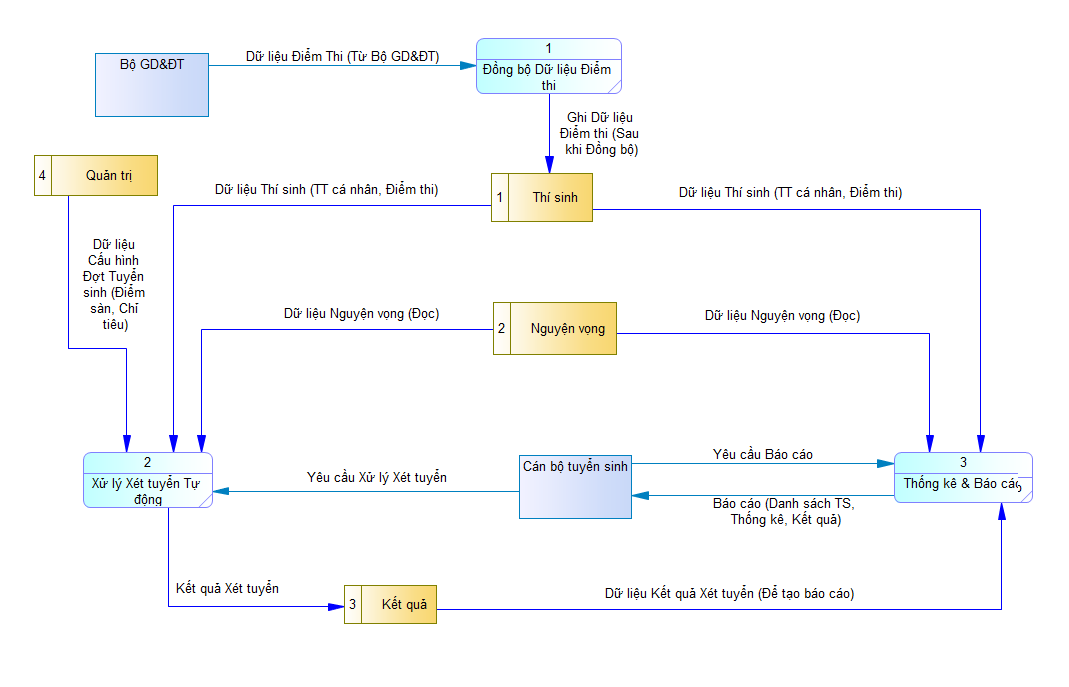 Bộ GD&ĐT
Dữ liệu Điểm Thi (Từ Bộ GD&ĐT)
1
Đồng bộ Dữ liệu Điểm
thi
Ghi Dữ liệu
Điểm thi (Sau
khi Đồng bộ)
4
Quản trị
Dữ liệu Thí sinh (TT cá nhân, Điểm thi)
1
Thí sinh
Dữ liệu Thí sinh (TT cá nhân, Điểm thi)
Dữ liệu
Cấu hình
Đợt Tuyển
sinh (Điểm
sàn, Chỉ
tiêu)
Dữ liệu Nguyện vọng (Đọc)
2
Nguyện vọng
Dữ liệu Nguyện vọng (Đọc)
2
Xử lý Xét tuyển Tự
động
Yêu cầu Xử lý Xét tuyển
Cán bộ tuyển sinh
Yêu cầu Báo cáo
3
Thống kê & Báo cáo
Báo cáo (Danh sách TS,
Thống kê, Kết quả)
Kết quả Xét tuyển
3
Kết quả
Dữ liệu Kết quả Xét tuyển (Để tạo báo cáo)